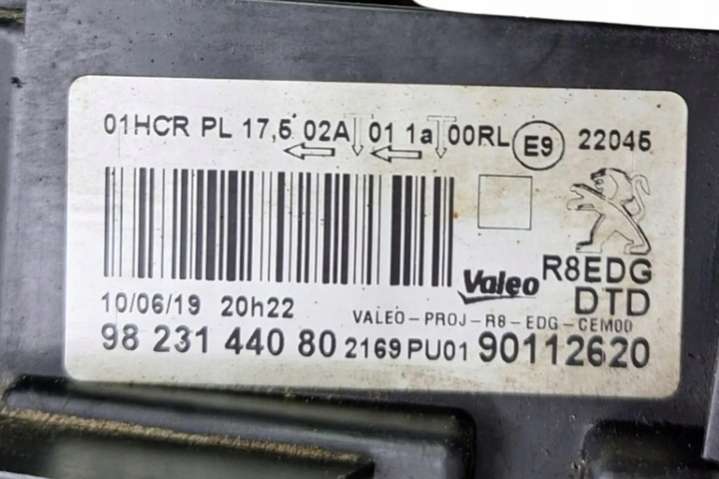 01HCR PL 17,5 02A 01 1a 00RL E9 22045
Valeo R8EDG
DTD
10/06/19 20h22 VALEO-PROJ-R8-EDG-CEM00
98 231 440 80 2169 PU01 90112620